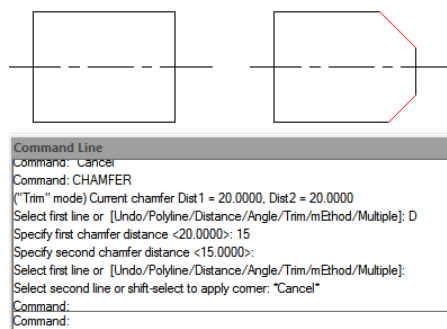 Command Line
Command: *Cancel*
Command: CHAMFER
("Trim" mode) Current chamfer Dist1 = 20.0000, Dist2 = 20.0000
Select first line or [Undo/Polyline/Distance/Angle/Trim/mEthod/Multiple]: D
Specify first chamfer distance <20.0000>: 15
Specify second chamfer distance <15.0000>:
Select first line or [Undo/Polyline/Distance/Angle/Trim/mEthod/Multiple]:
Select second line or shift-select to apply corner: *Cancel*
Command:
Command: